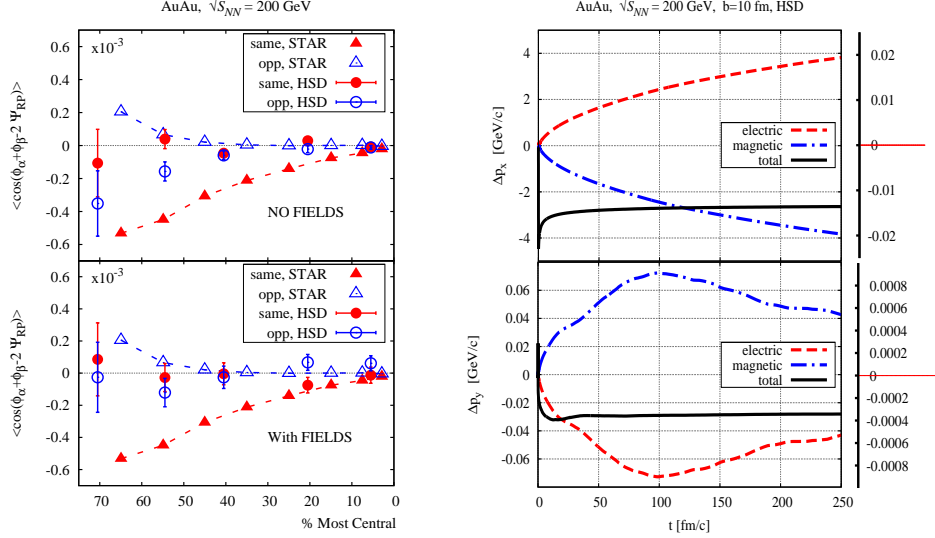 AuAu, √S_NN = 200 GeV
x10^-3
same, STAR
opp, STAR
same, HSD
opp, HSD
NO FIELDS
0.6
0.4
0.2
0
-0.2
-0.4
-0.6
<cos(ϕ_α+ϕ_β-2 Ψ_RP)>
x10^-3
same, STAR
opp, STAR
same, HSD
opp, HSD
With FIELDS
0.6
0.4
0.2
0
-0.2
-0.4
-0.6
<cos(ϕ_α+ϕ_β-2 Ψ_RP)>
70 60 50 40 30 20 10 0
% Most Central
AuAu, √S_NN = 200 GeV, b=10 fm, HSD
4
2
0
-2
-4
Δp_x [GeV/c]
electric
magnetic
total
0.02
0.01
0
-0.01
-0.02
0.06
0.04
0.02
0
-0.02
-0.04
-0.06
Δp_y [GeV/c]
electric
magnetic
total
0.0008
0.0006
0.0004
0.0002
0
-0.0002
-0.0004
-0.0006
-0.0008
0 50 100 150 200 250
t [fm/c]